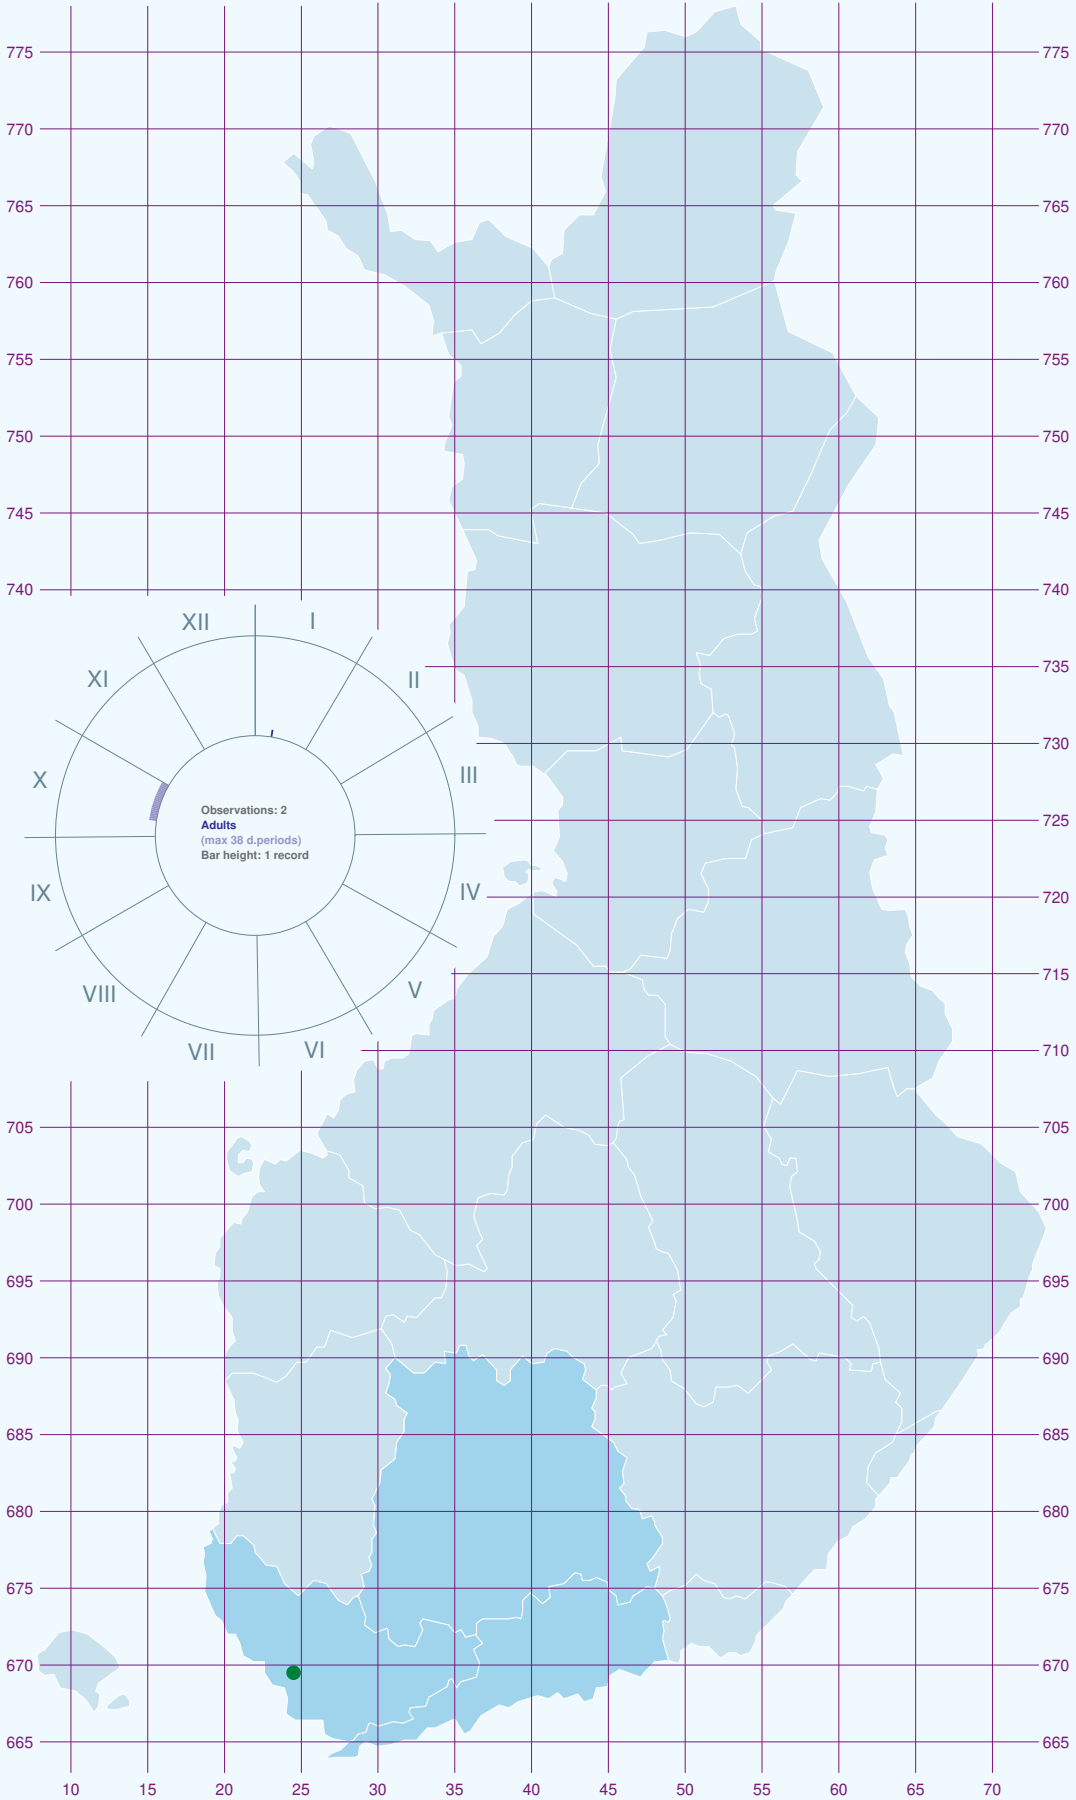 775 775
770 770
765 765
760 760
755 755
750 750
745 745
740 740
XII I
XI II
735
730
X III
Observations: 2
Adults
(max 38 d.periods)
Bar height: 1 record
725
IX IV
720
VIII V
715
VII VI
710
705 705
700 700
695 695
690 690
685 685
680 680
675 675
670 670
665 665
10 15 20 25 30 35 40 45 50 55 60 65 70